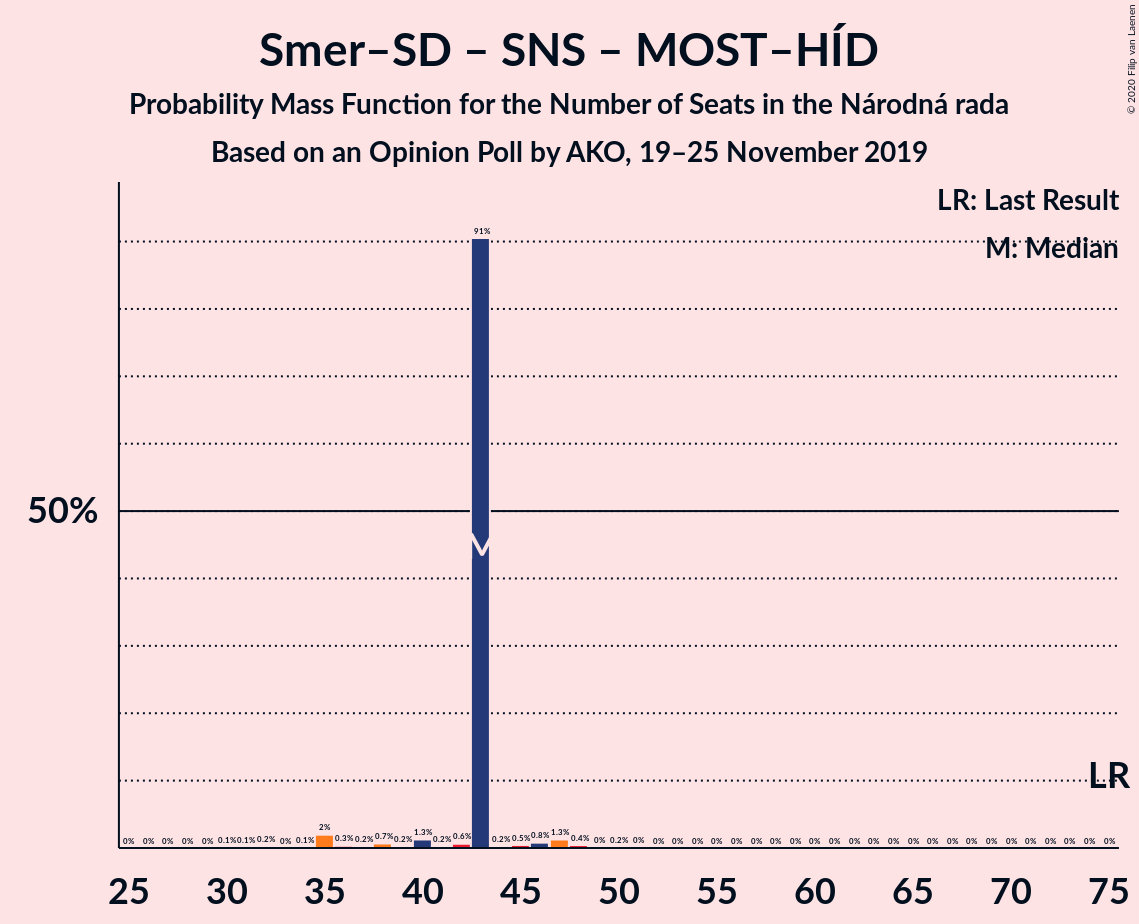 Smer–SD – SNS – MOST–HÍD
Probability Mass Function for the Number of Seats in the Národná rada
Based on an Opinion Poll by AKO, 19–25 November 2019
© 2020 Filip van Laenen
LR: Last Result
M: Median
91%
50%
M
LR
0% 0% 0% 0% 0% 0.1% 0.1% 0.2% 0% 0.1% 2% 0.3% 0.2% 0.7% 0.2% 1.3% 0.2% 0.6% 0.2% 0.5% 0.8% 1.3% 0.4% 0% 0.2% 0% 0% 0% 0% 0% 0% 0% 0% 0% 0% 0% 0% 0% 0% 0% 0% 0% 0% 0% 0% 0% 0% 0% 0% 0%
25 30 35 40 45 50 55 60 65 70 75